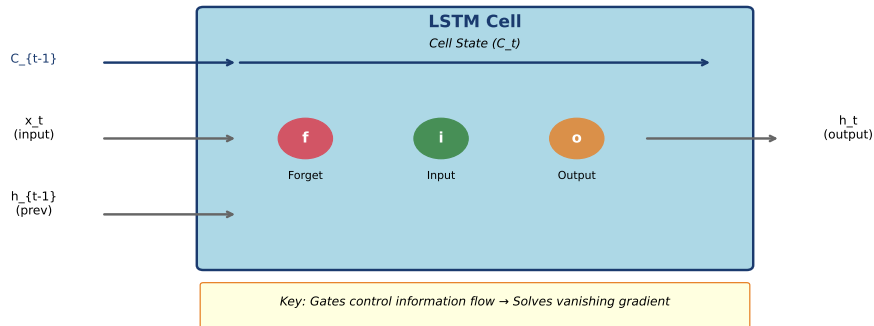 LSTM Cell
Cell State (C_t)
C_{t-1}
x_t
(input)
h_{t-1}
(prev)
f
i
o
Forget
Input
Output
h_t
(output)
Key: Gates control information flow → Solves vanishing gradient